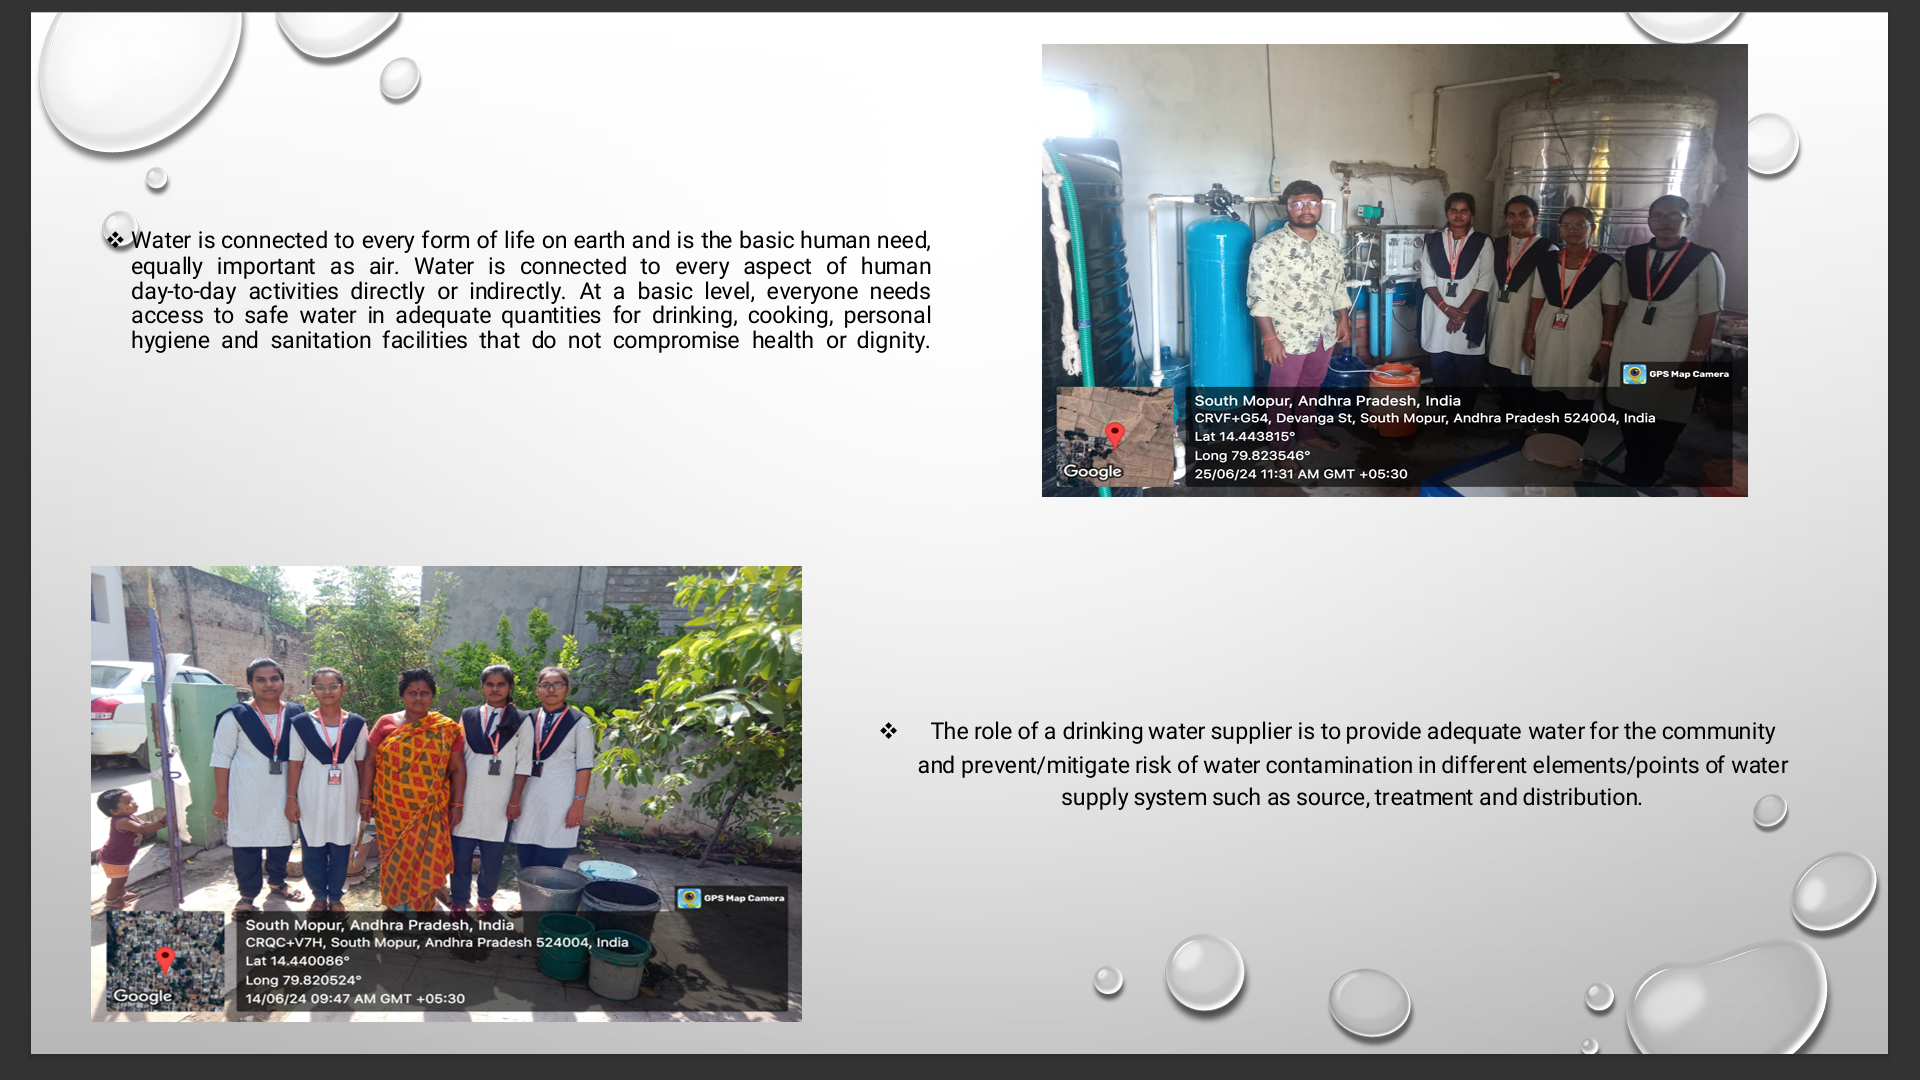 ❖ Water is connected to every form of life on earth and is the basic human need,
equally important as air. Water is connected to every aspect of human
day-to-day activities directly or indirectly. At a basic level, everyone needs
access to safe water in adequate quantities for drinking, cooking, personal
hygiene and sanitation facilities that do not compromise health or dignity.
GPS Map Camera
South Mopur, Andhra Pradesh, India
CRVF+G54, Devanga St, South Mopur, Andhra Pradesh 524004, India
Lat 14.443815°
Long 79.823546°
25/06/24 11:31 AM GMT +05:30
Google
GPS Map Camera
South Mopur, Andhra Pradesh, India
CRQC+V7H, South Mopur, Andhra Pradesh 524004, India
Lat 14.440086°
Long 79.820524°
14/06/24 09:47 AM GMT +05:30
Google
❖ The role of a drinking water supplier is to provide adequate water for the community
and prevent/mitigate risk of water contamination in different elements/points of water
supply system such as source, treatment and distribution.